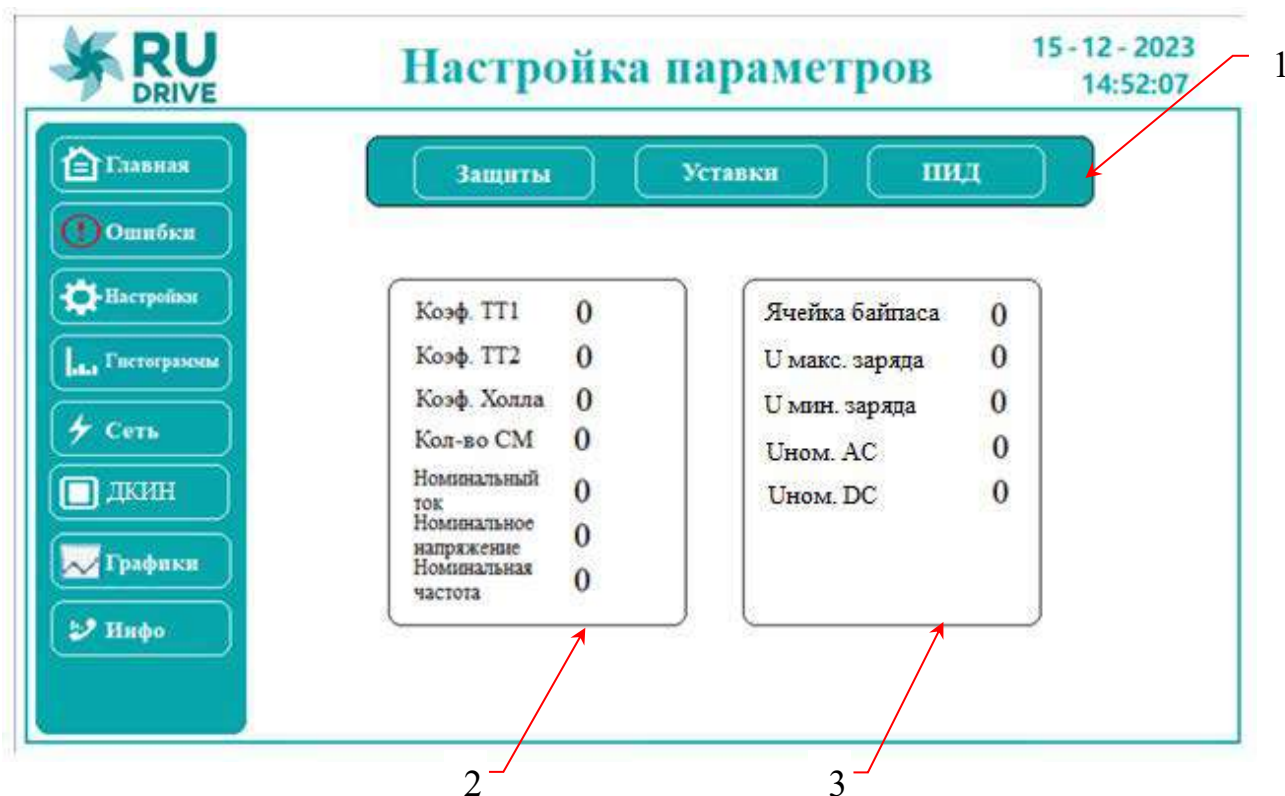 RU
DRIVE
Настройка параметров
15-12-2023
14:52:07
1
Главная
Ошибки
Настройки
Гистограммы
Сеть
ДКИН
Графики
Инфо
Защиты
Уставки
ПИД
Коэф. ТТ1 0
Коэф. ТТ2 0
Коэф. Холла 0
Кол-во СМ 0
Номинальный
ток 0
Номинальное
напряжение 0
Номинальная
частота 0
Ячейка байпаса 0
U макс. заряда 0
U мин. заряда 0
Uном. AC 0
Uном. DC 0
2
3